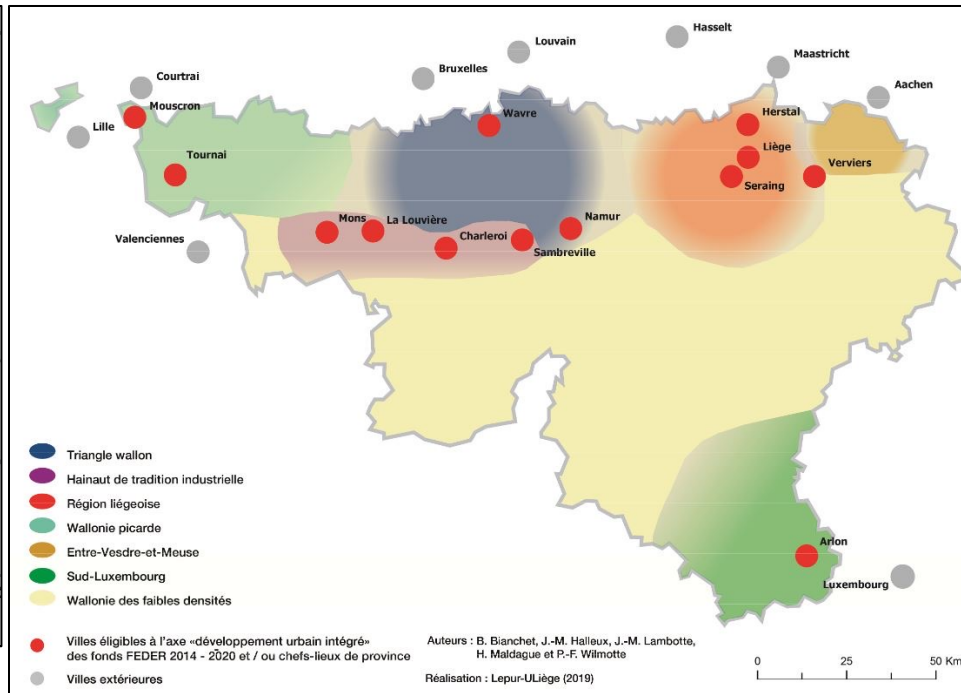 Hasselt
Louvain
Maastricht
Bruxelles
Aachen
Courtrai
Mouscron
Herstal
Wavre
Lille
Liège
Tournai
Verviers
Seraing
Namur
Mons
La Louvière
Charleroi
Valenciennes
Sambreville
Triangle wallon
Hainaut de tradition industrielle
Région liégeoise
Wallonie picarde
Entre-Vesdre-et-Meuse
Arlon
Sud-Luxembourg
Luxembourg
Wallonie des faibles densités
Villes éligibles à l'axe «développement urbain intégré»
des fonds FEDER 2014 - 2020 et / ou chefs-lieux de province
Villes extérieures
Auteurs : B. Bianchet, J.-M. Halleux, J.-M. Lambotte,
H. Maldague et P.-F. Wilmotte
Réalisation : Lepur-ULiège (2019)
0 25 50 Km